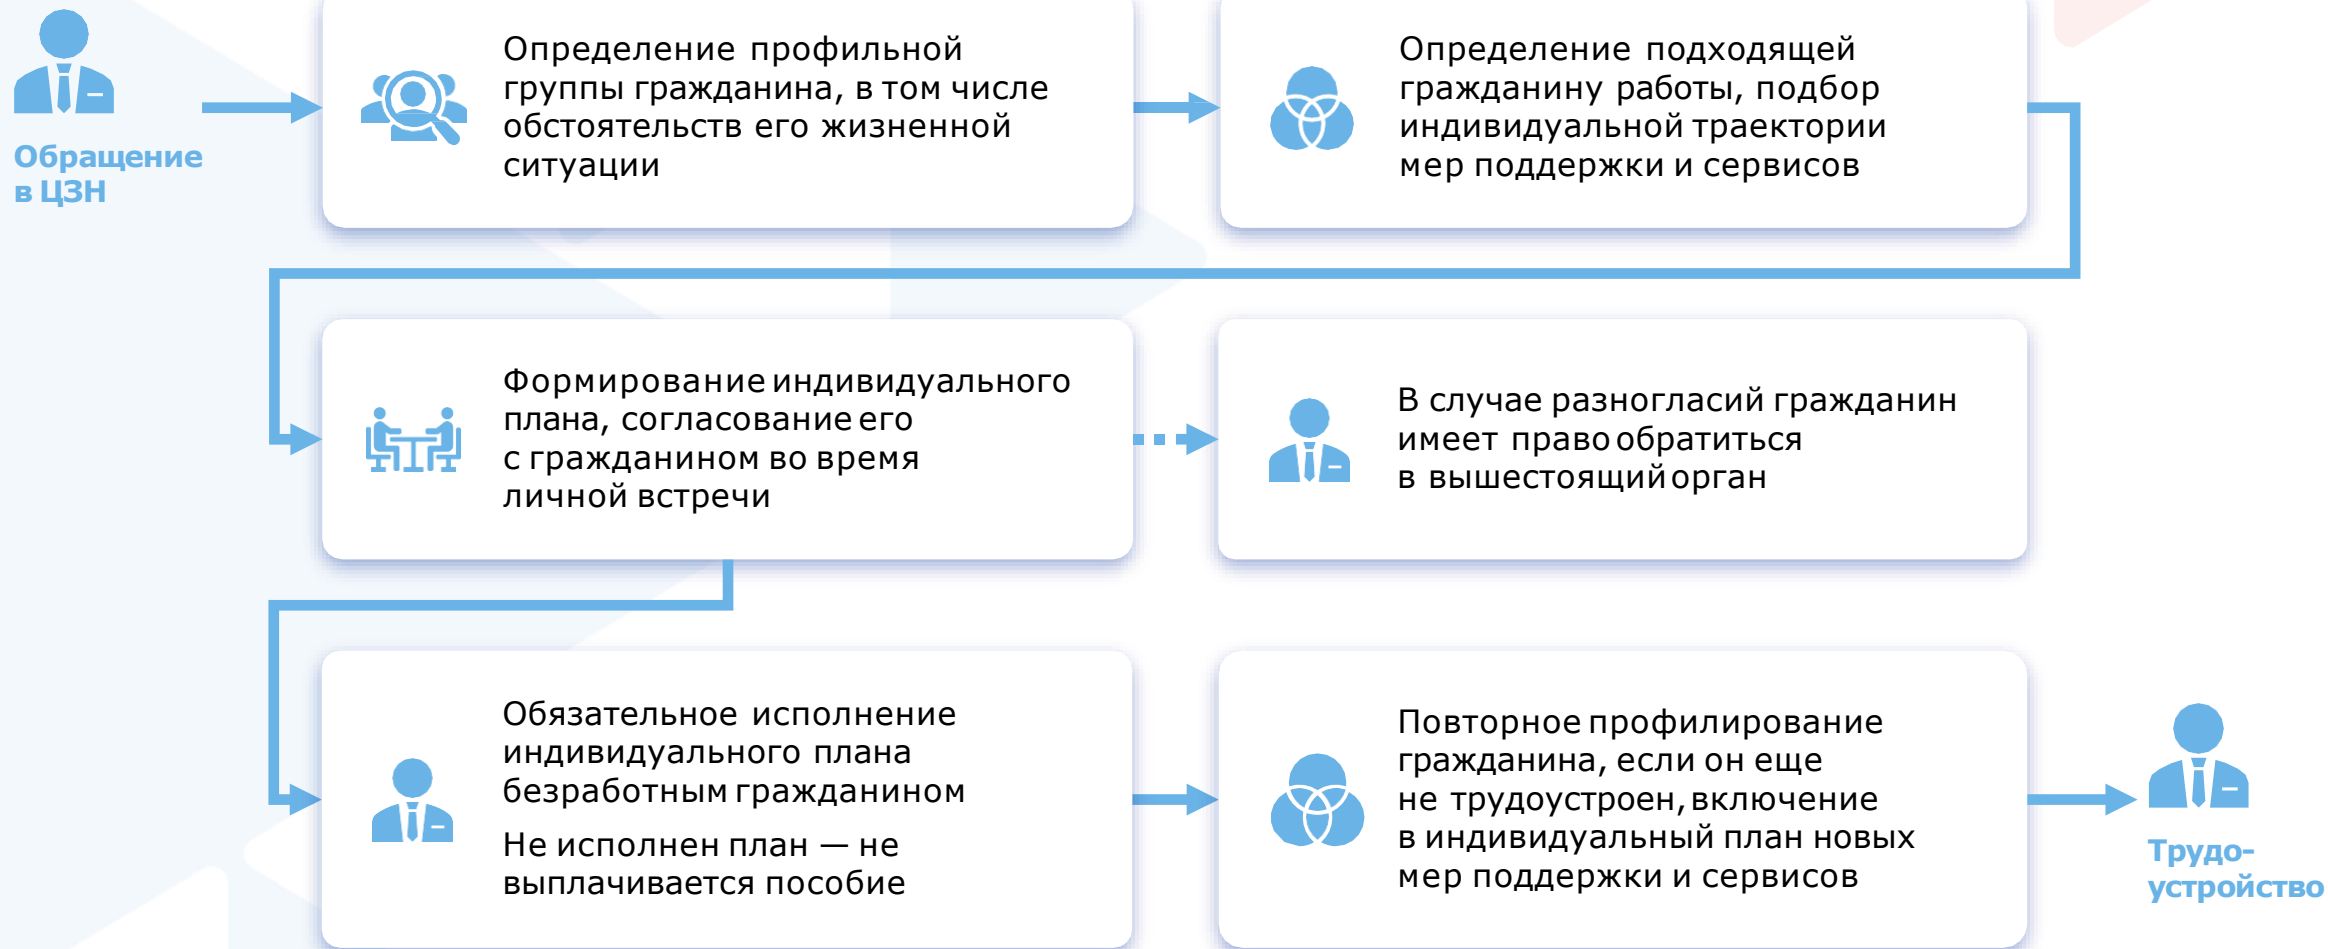 Обращение
в ЦЗН
Определение профильной
группы гражданина, в том числе
обстоятельств его жизненной
ситуации
Определение подходящей
гражданину работы, подбор
индивидуальной траектории
мер поддержки и сервисов
Формирование индивидуального
плана, согласование его
с гражданином во время
личной встречи
В случае разногласий гражданин
имеет право обратиться
в вышестоящий орган
Обязательное исполнение
индивидуального плана
безработным гражданином
Не исполнен план — не
выплачивается пособие
Повторное профилирование
гражданина, если он еще
не трудоустроен, включение
в индивидуальный план новых
мер поддержки и сервисов
Трудо-
устройство